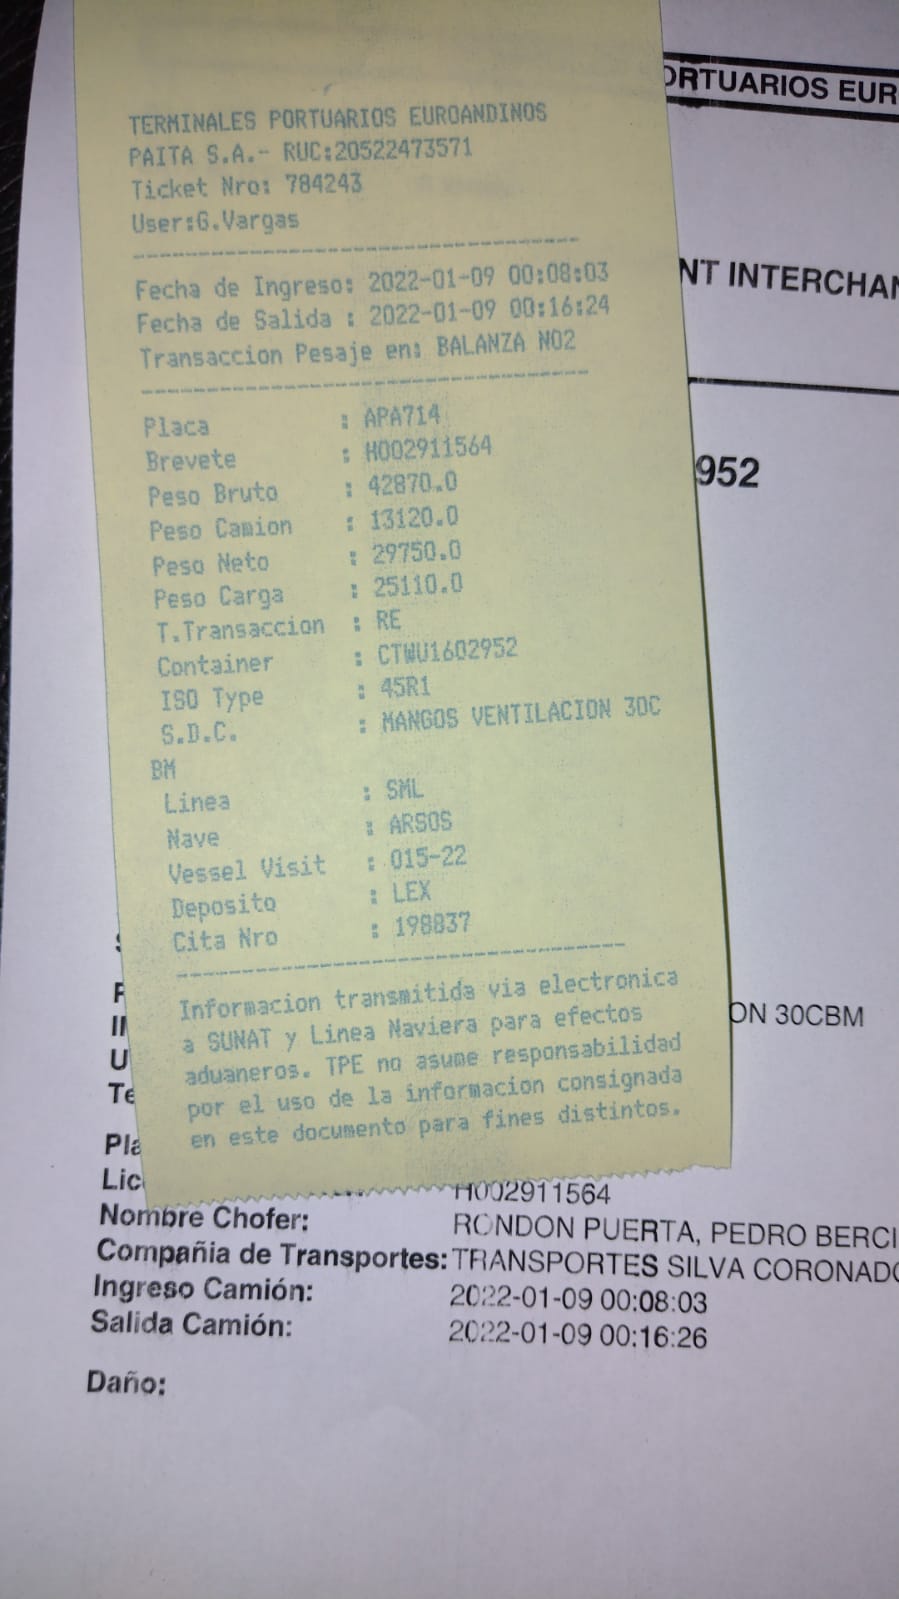 TERMINALES PORTUARIOS EUROANDINOS
PAITA S.A.- RUC:20522473571
Ticket Nro: 784243
User:G.Vargas
Fecha de Ingreso: 2022-01-09 00:08:03
Fecha de Salida : 2022-01-09 00:16:24
Transaccion Pesaje en: BALANZA NO2
Placa : APA714
Brevete : H002911564
Peso Bruto : 42870.0
Peso Camion : 13120.0
Peso Neto : 29750.0
Peso Carga : 25110.0
T.Transaccion : RE
Container : CTWU1602952
ISO Type : 45R1
S.D.C. : MANGOS VENTILACION 30C
BM
Linea : SML
Nave : ARSOS
Vessel Visit : 015-22
Deposito : LEX
Cita Nro : 198837
Informacion transmitida via electronica
a SUNAT y Linea Naviera para efectos
aduaneros. TPE no asume responsabilidad
por el uso de la informacion consignada
en este documento para fines distintos.
ORTUARIOS EUR
NT INTERCHAN
952
ON 30CBM
Pla
Lic. H002911564
Nombre Chofer: RONDON PUERTA, PEDRO BERCI
Compañia de Transportes: TRANSPORTES SILVA CORONADO
Ingreso Camión: 2022-01-09 00:08:03
Salida Camión: 2022-01-09 00:16:26
Daño: